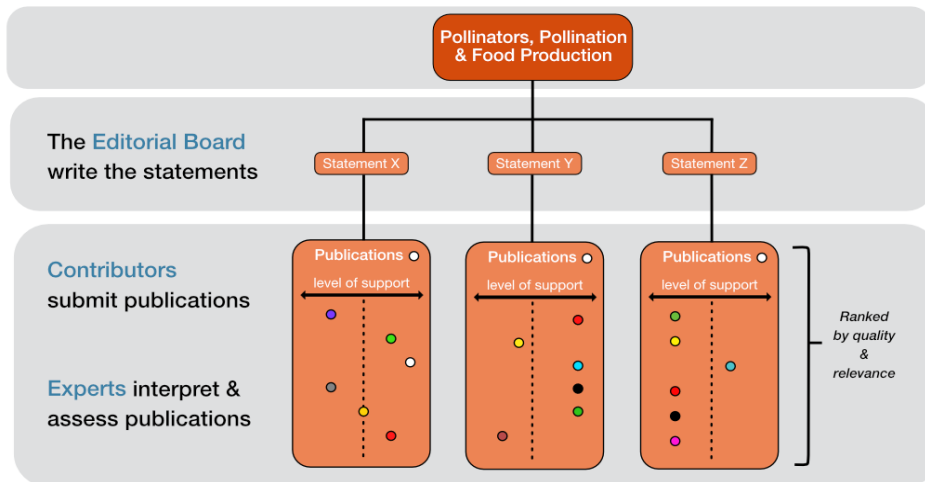 Pollinators, Pollination
& Food Production
The Editorial Board
write the statements
Statement X
Statement Y
Statement Z
Contributors
submit publications
Experts interpret &
assess publications
Publications
level of support
Publications
level of support
Publications
level of support
Ranked
by quality
&
relevance